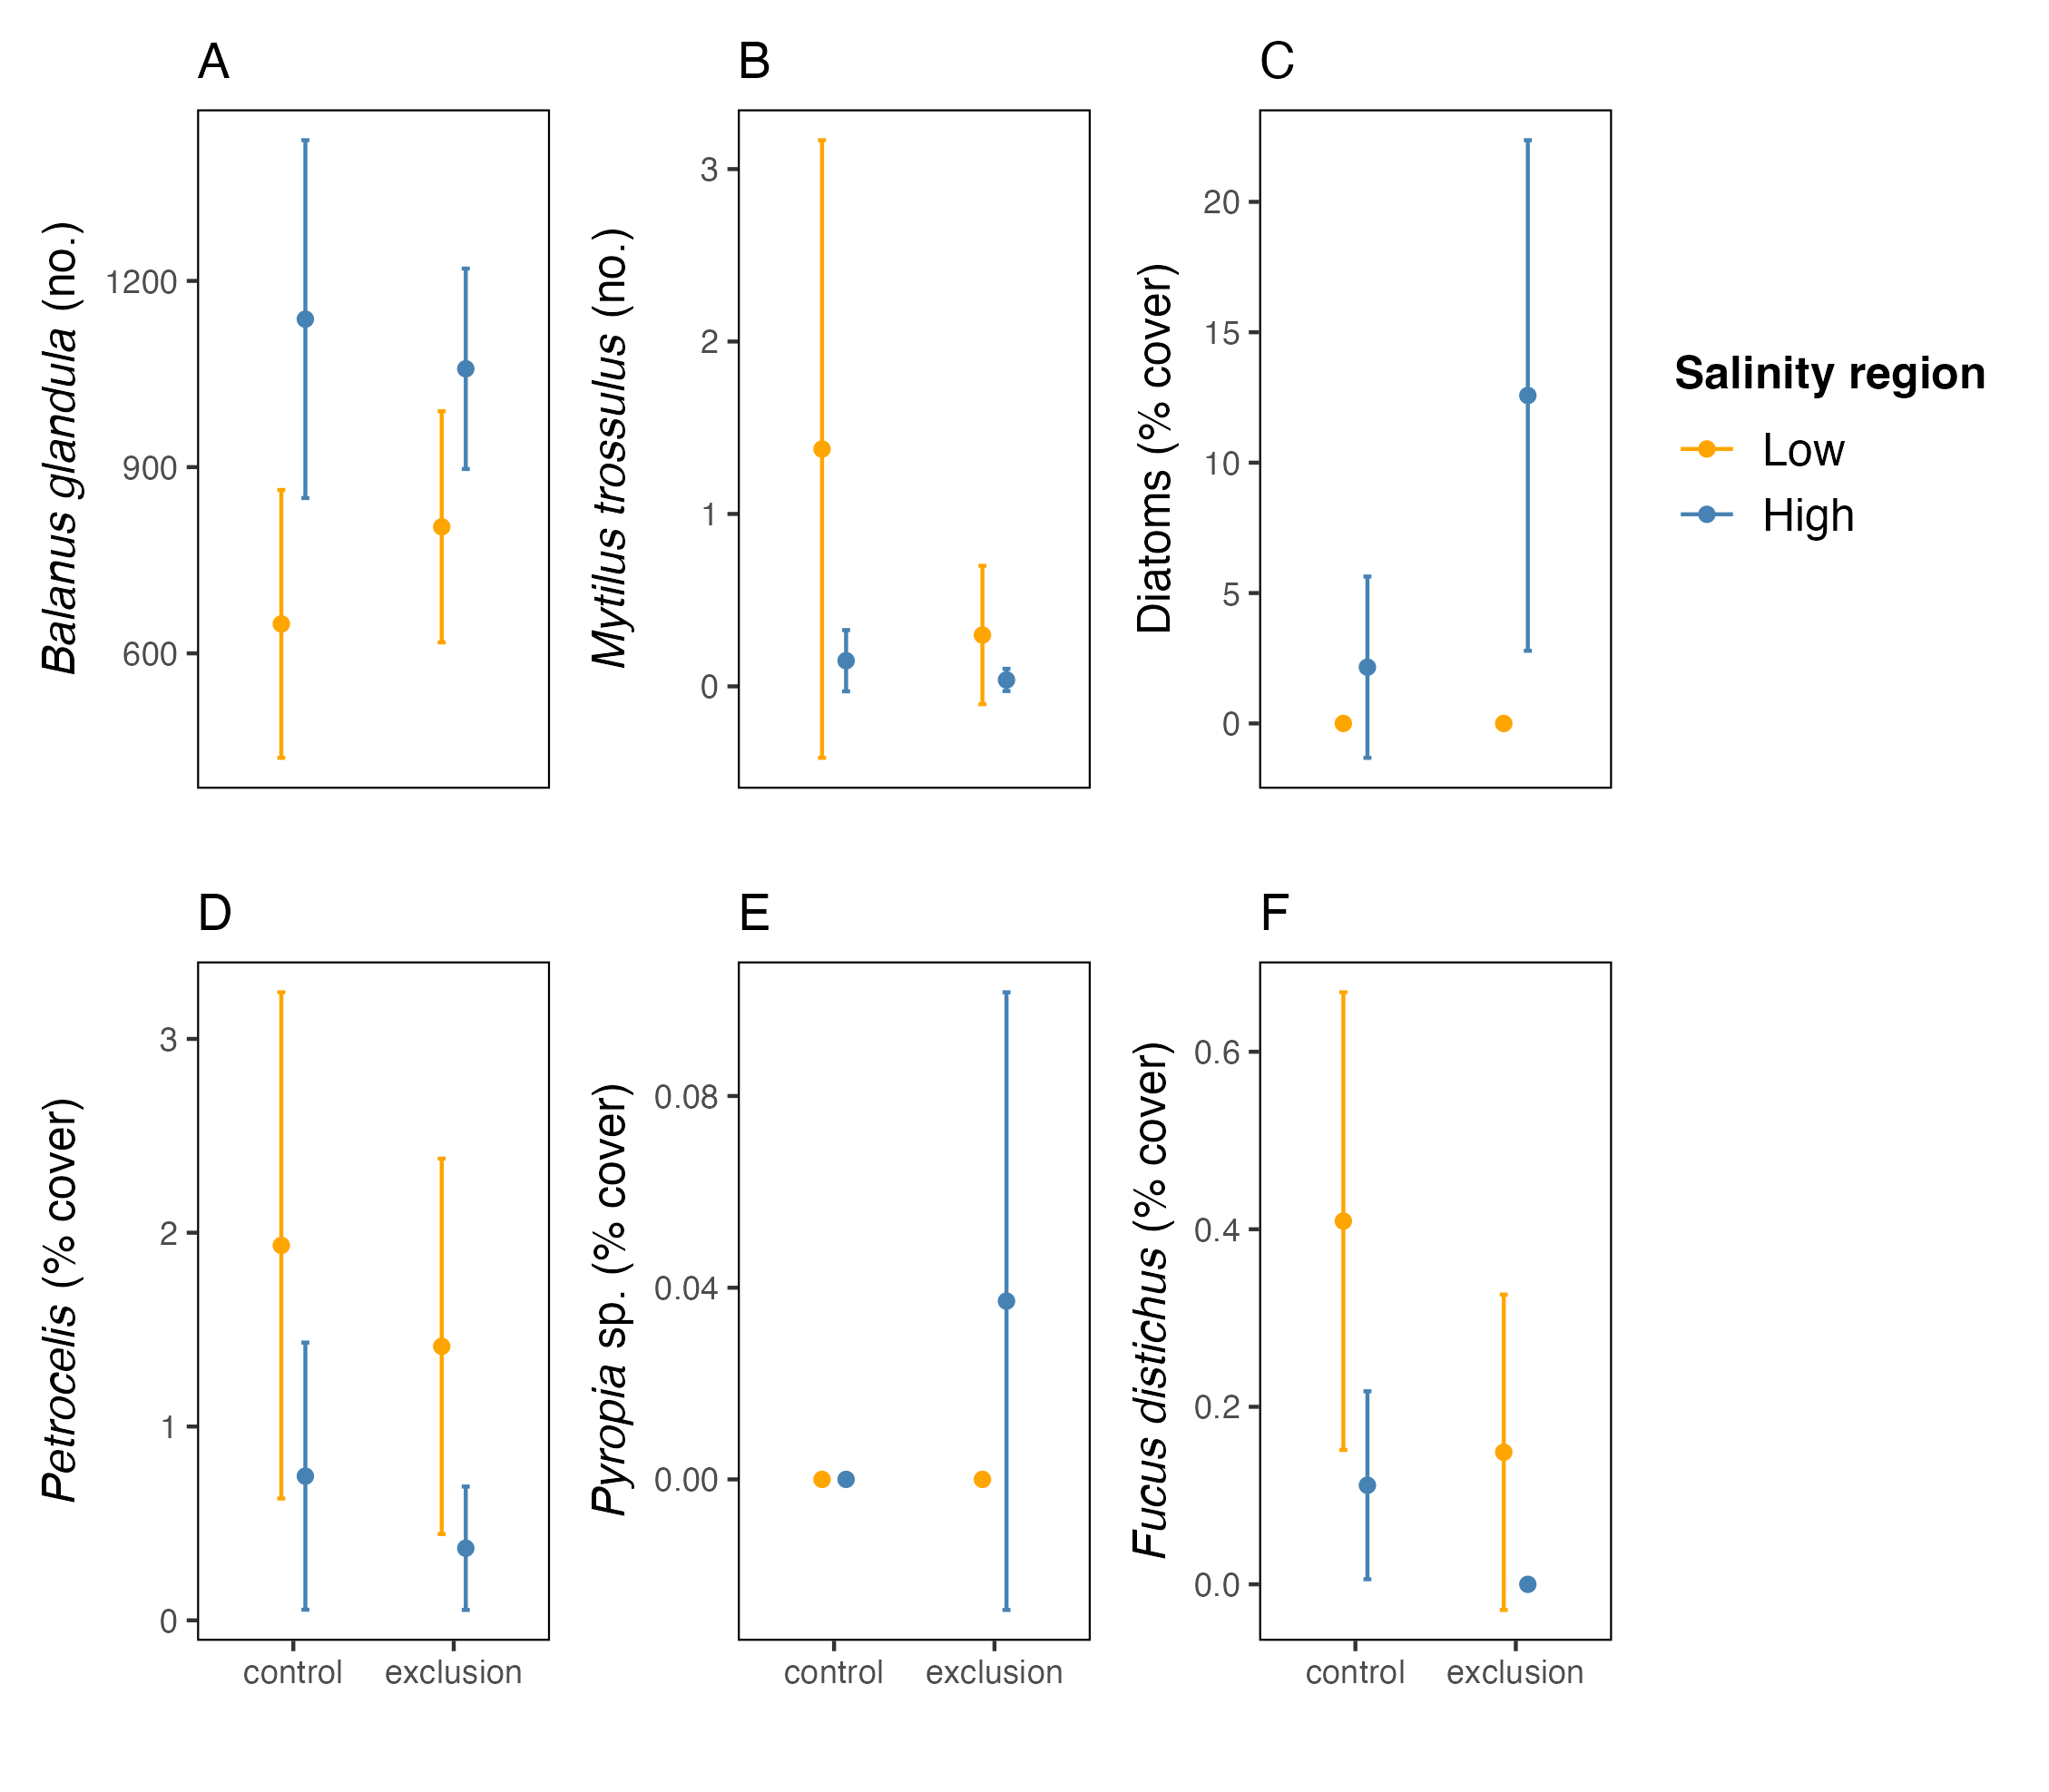 A
B
C
Balanus glandula (no.)
1200
900
600
Mytilus trossulus (no.)
3
2
1
0
Diatoms (% cover)
20
15
10
5
0
Salinity region
Low
High
D
E
F
Petrocelis (% cover)
3
2
1
0
control
exclusion
Pyropia sp. (% cover)
0.08
0.04
0.00
control
exclusion
Fucus distichus (% cover)
0.6
0.4
0.2
0.0
control
exclusion